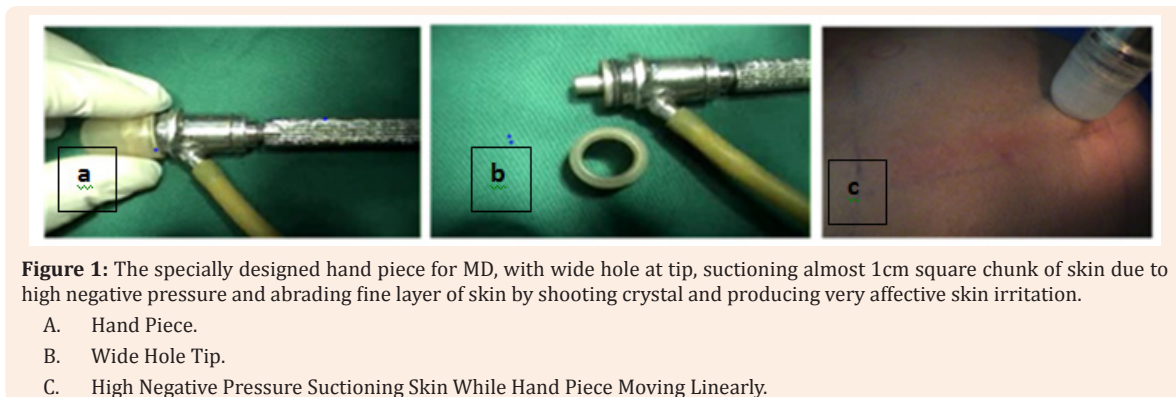 a
b
c
Figure 1: The specially designed hand piece for MD, with wide hole at tip, suctioning almost 1cm square chunk of skin due to
high negative pressure and abrading fine layer of skin by shooting crystal and producing very affective skin irritation.
A. Hand Piece.
B. Wide Hole Tip.
C. High Negative Pressure Suctioning Skin While Hand Piece Moving Linearly.